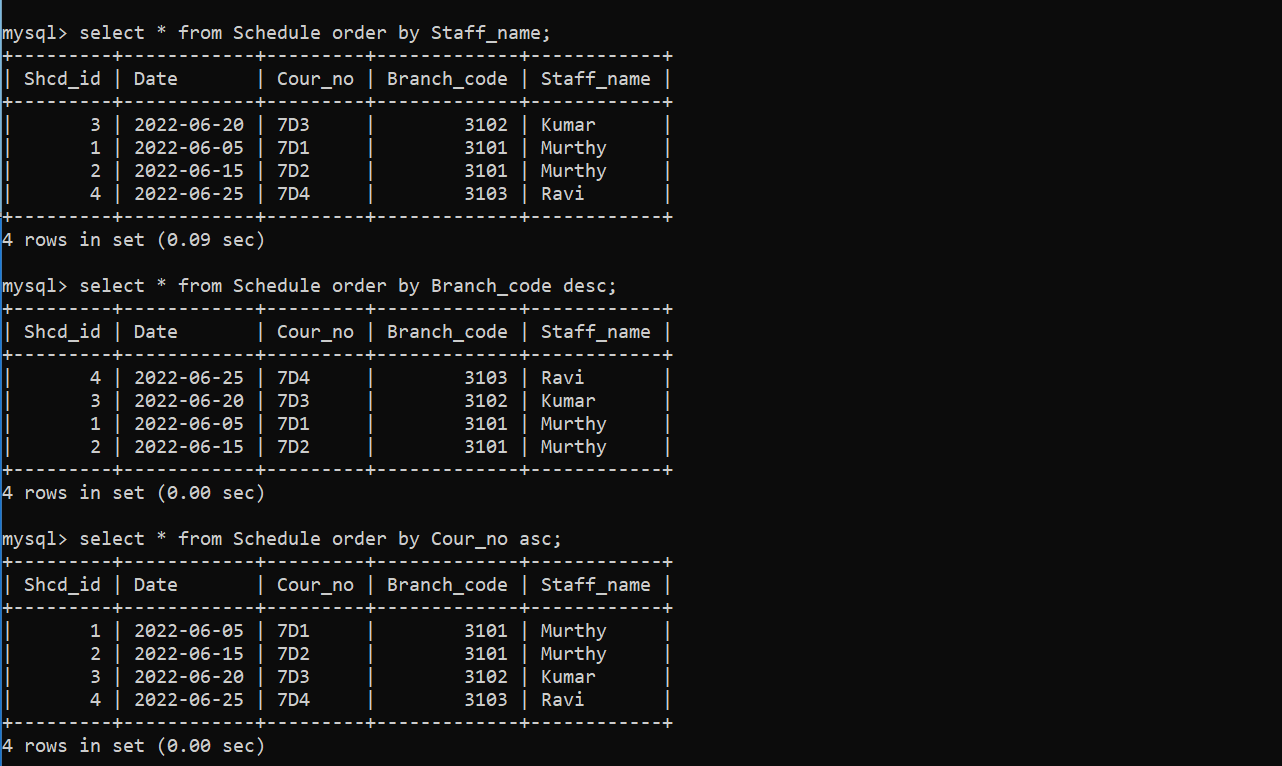 mysql> select * from Schedule order by Staff_name;
+---------+------------+---------+-------------+------------+
| Shcd_id | Date       | Cour_no | Branch_code | Staff_name |
+---------+------------+---------+-------------+------------+
|       3 | 2022-06-20 | 7D3     |        3102 | Kumar      |
|       1 | 2022-06-05 | 7D1     |        3101 | Murthy     |
|       2 | 2022-06-15 | 7D2     |        3101 | Murthy     |
|       4 | 2022-06-25 | 7D4     |        3103 | Ravi       |
+---------+------------+---------+-------------+------------+
4 rows in set (0.09 sec)

mysql> select * from Schedule order by Branch_code desc;
+---------+------------+---------+-------------+------------+
| Shcd_id | Date       | Cour_no | Branch_code | Staff_name |
+---------+------------+---------+-------------+------------+
|       4 | 2022-06-25 | 7D4     |        3103 | Ravi       |
|       3 | 2022-06-20 | 7D3     |        3102 | Kumar      |
|       1 | 2022-06-05 | 7D1     |        3101 | Murthy     |
|       2 | 2022-06-15 | 7D2     |        3101 | Murthy     |
+---------+------------+---------+-------------+------------+
4 rows in set (0.00 sec)

mysql> select * from Schedule order by Cour_no asc;
+---------+------------+---------+-------------+------------+
| Shcd_id | Date       | Cour_no | Branch_code | Staff_name |
+---------+------------+---------+-------------+------------+
|       1 | 2022-06-05 | 7D1     |        3101 | Murthy     |
|       2 | 2022-06-15 | 7D2     |        3101 | Murthy     |
|       3 | 2022-06-20 | 7D3     |        3102 | Kumar      |
|       4 | 2022-06-25 | 7D4     |        3103 | Ravi       |
+---------+------------+---------+-------------+------------+
4 rows in set (0.00 sec)